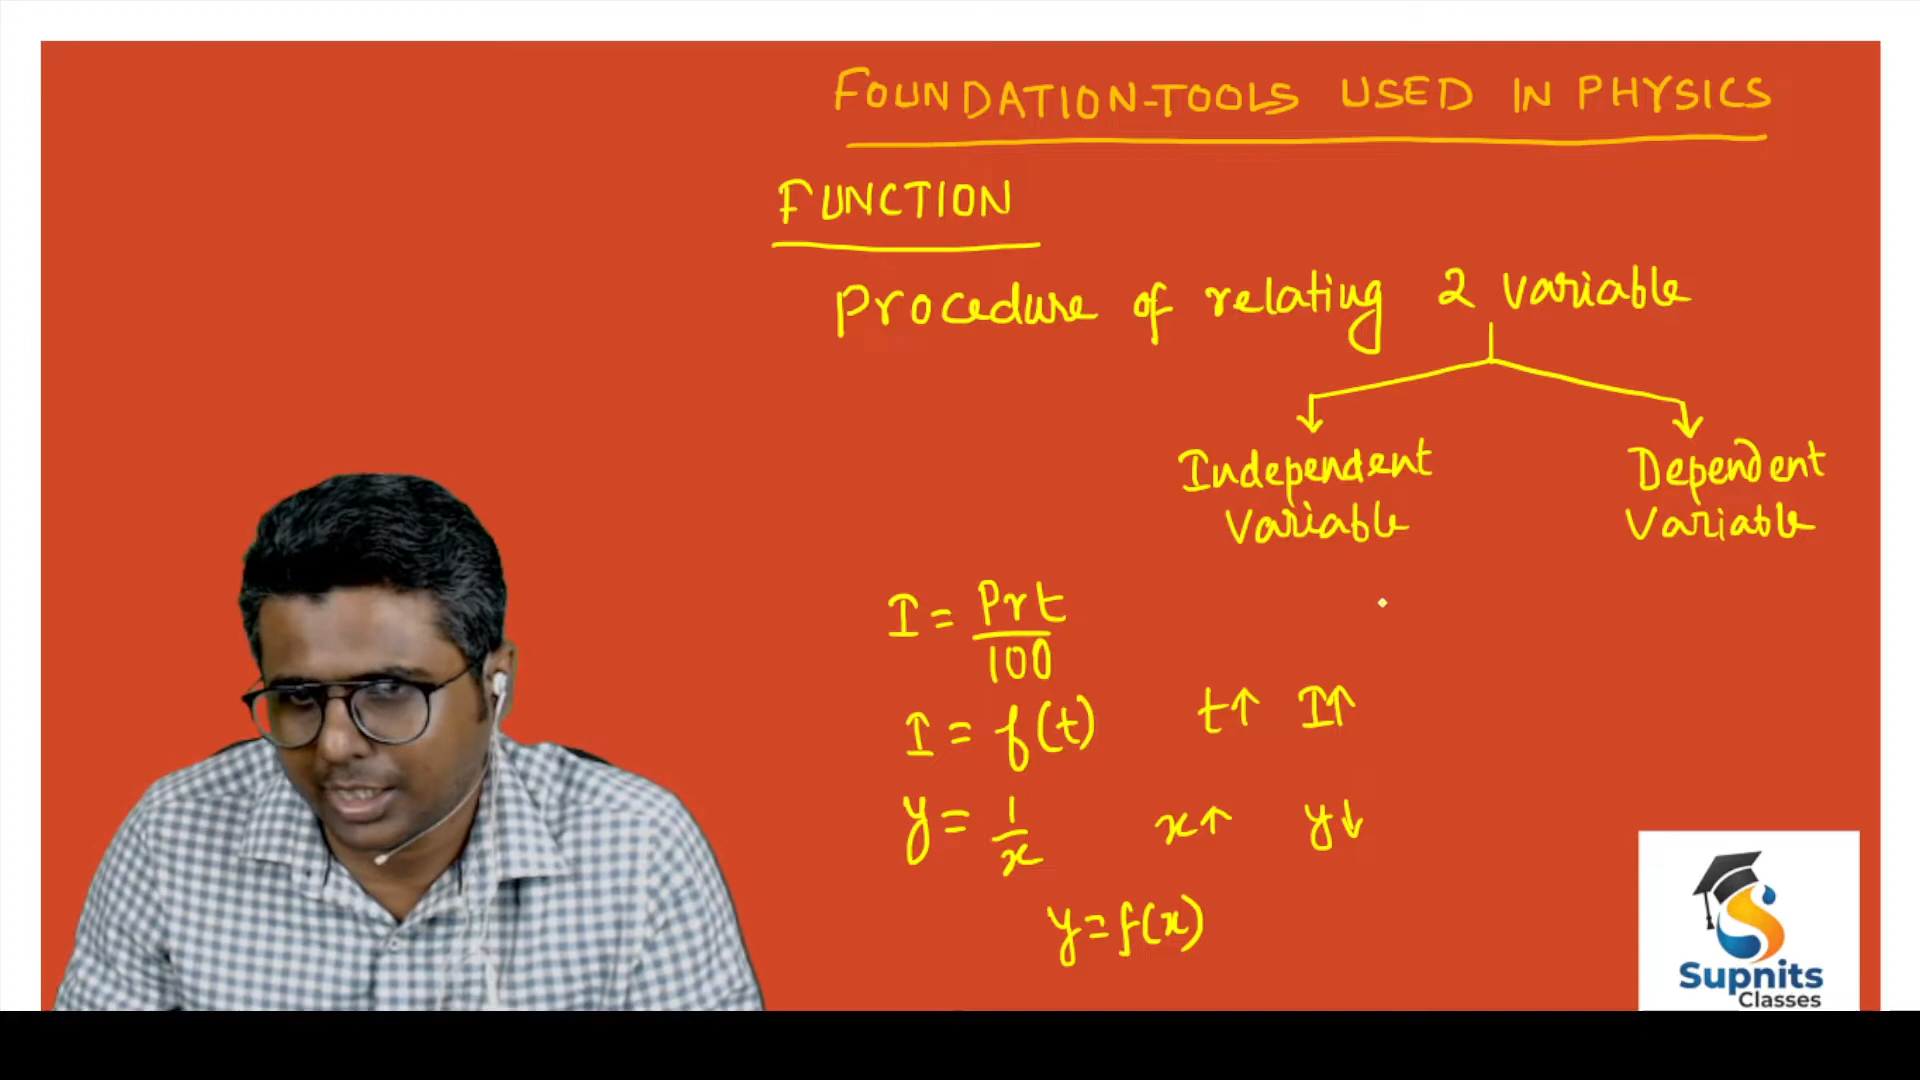 FOUNDATION-TOOLS USED IN PHYSICS
FUNCTION
Procedure of relating 2 variable
Independent Variable
Dependent Variable
I = Prt/100
I = f(t) t↑ I↑
y = 1/x x↑ y↓
y=f(x)
Supnits
Classes